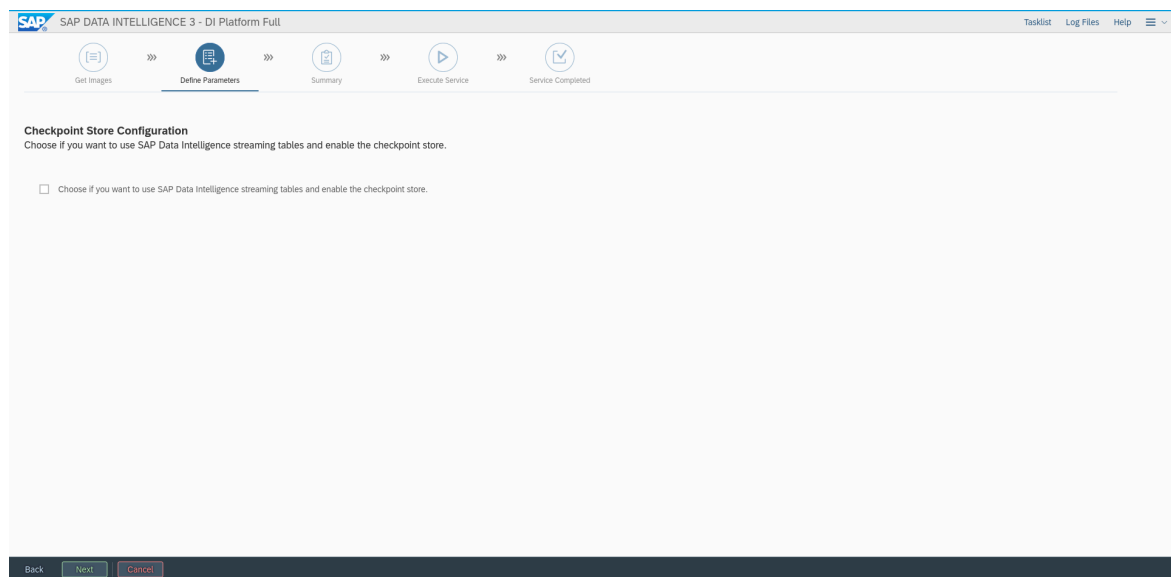 SAP SAP DATA INTELLIGENCE 3 - DI Platform Full Tasklist Log Files Help
Get Images Define Parameters Summary Execute Service Service Completed
Checkpoint Store Configuration
Choose if you want to use SAP Data Intelligence streaming tables and enable the checkpoint store.
Choose if you want to use SAP Data Intelligence streaming tables and enable the checkpoint store.
Back Next Cancel